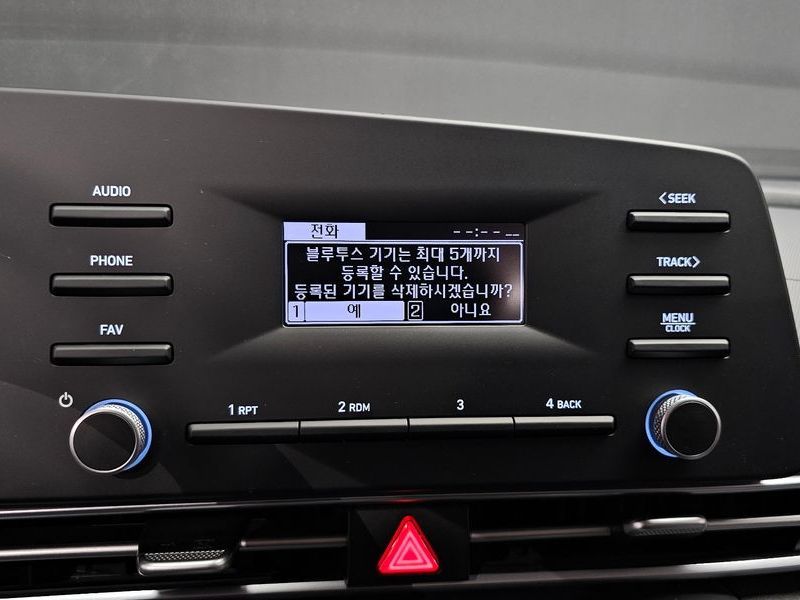 AUDIO
PHONE
FAV
전화 --:-- __
블루투스 기기는 최대 5개까지
등록할 수 있습니다.
등록된 기기를 삭제하시겠습니까?
1 예 2 아니요
<SEEK
TRACK>
MENU
CLOCK
1 RPT 2 RDM 3 4 BACK